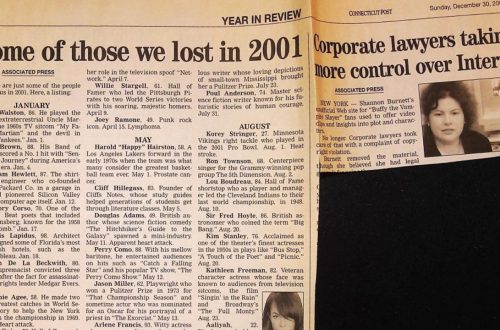 YEAR IN REVIEW
CONNECTICUT POST
Sunday, December 30, 200
ome of those we lost in 2001
ASSOCIATED PRESS
are just some of the people
us in 2001. Here, a listing:
JANUARY
Walston, 86. He played the
extraterrestrial Uncle Mar-
e 1960s TV sitcom "My Fa-
Martian" and the devil in
Yankees." Jan. 1.
Brown, 88. His Band of
scored a No. 1 hit with "Sen-
Journey" during America's
era. Jan. 4.
am Hewlett, 87. The shirt-
engineer who co-founded
Packard Co. in a garage in
d pioneered Silicon Valley
computer age itself. Jan. 12
ory Corso, 70. One of the
Beat poets that included
insberg, known for the 1958
omb." Jan. 17.
is Lapidus, 98. Architect
igned some of Florida's most
sh hotels, such as the
bleau. Jan. 18.
n De La Beckwith, 80.
upremacist convicted three
after the fact for assassinat-
rights leader Medgar Evers.
ie Agee, 58. He made two
greatest catches in World Se-
ory to help the New York
the championship in 1969.
eart attack.
her role in the television spoof "Net-
work." April 7.
Willie Stargell, 61. Hall of
Famer who led the Pittsburgh Pi-
rates to two World Series victories
with his soaring, majestic homers.
April 9.
Joey Ramone, 49. Punk rock
icon. April 15. Lymphoma.
MAY
Harold "Happy" Hairston, 58. A
Los Angeles Lakers forward in the
early 1970s when the team was what
many consider the greatest basket-
ball team ever. May 1. Prostate can-
cer.
Cliff Hillegass, 83. Founder of
Cliffs Notes, whose study guides
helped generations of students get
through literature classes. May 5.
Douglas Adams, 49. British au-
thor whose science fiction comedy
"The Hitchhiker's Guide to the
Galaxy" spawned a mini-industry.
May 11. Apparent heart attack.
Perry Como, 88. With his mellow
baritone, he entertained audiences
on hits such as "Catch a Falling
Star" and his popular TV show, "The
Perry Como Show." May 12.
Jason Miller, 62. Playwright who
won a Pulitzer Prize in 1973 for
"That Championship Season" and
sometime actor who was nominated
for an Oscar for his portrayal of a
priest in "The Exorcist." May 13.
Arlene Francis, 93. Witty actress
lous writer whose loving depictions
of small-town Mississippi brought
her a Pulitzer Prize. July 23.
Poul Anderson, 74. Master sci-
ence fiction writer known for his fu-
turistic stories of human courage.
July 31.
AUGUST
Korey Stringer, 27. Minnesota
Vikings right tackle who played in
the 2001 Pro Bowl. Aug. 1. Heat
stroke.
Ron Townson, 68. Centerpiece
singer for the Grammy-winning pop
group The 5th Dimension. Aug. 2.
Lou Boudreau, 84. Hall of Fame
shortstop who as player and manag-
er led the Cleveland Indians to their
last world championship, in 1948.
Aug. 10.
Sir Fred Hoyle, 86. British as-
tronomer who coined the term "Big
Bang." Aug. 20.
Kim Stanley, 76. Acclaimed as
one of the theater's finest actresses
in the 1950s in plays like "Bus Stop,"
"A Touch of the Poet" and "Picnic."
Aug. 20.
Kathleen Freeman, 82. Veteran
character actress whose face was
known to audiences from television
sitcoms, the film
"Singin' in the Rain"
and Broadway's
"The Full Monty."
Aug. 23.
Aaliyah, 22.
Corporate lawyers takin
more control over Inter
ASSOCIATED PRESS
NEW YORK — Shannon Burnett's
unofficial Web site for "Buffy the Vam-
Slayer" fans used to offer video
clips and insights into plot and charac-
ters.
No longer. Corporate lawyers took
care of that with a complaint of copy-
right violation.
Burnett removed the material,
though she believed she had legal